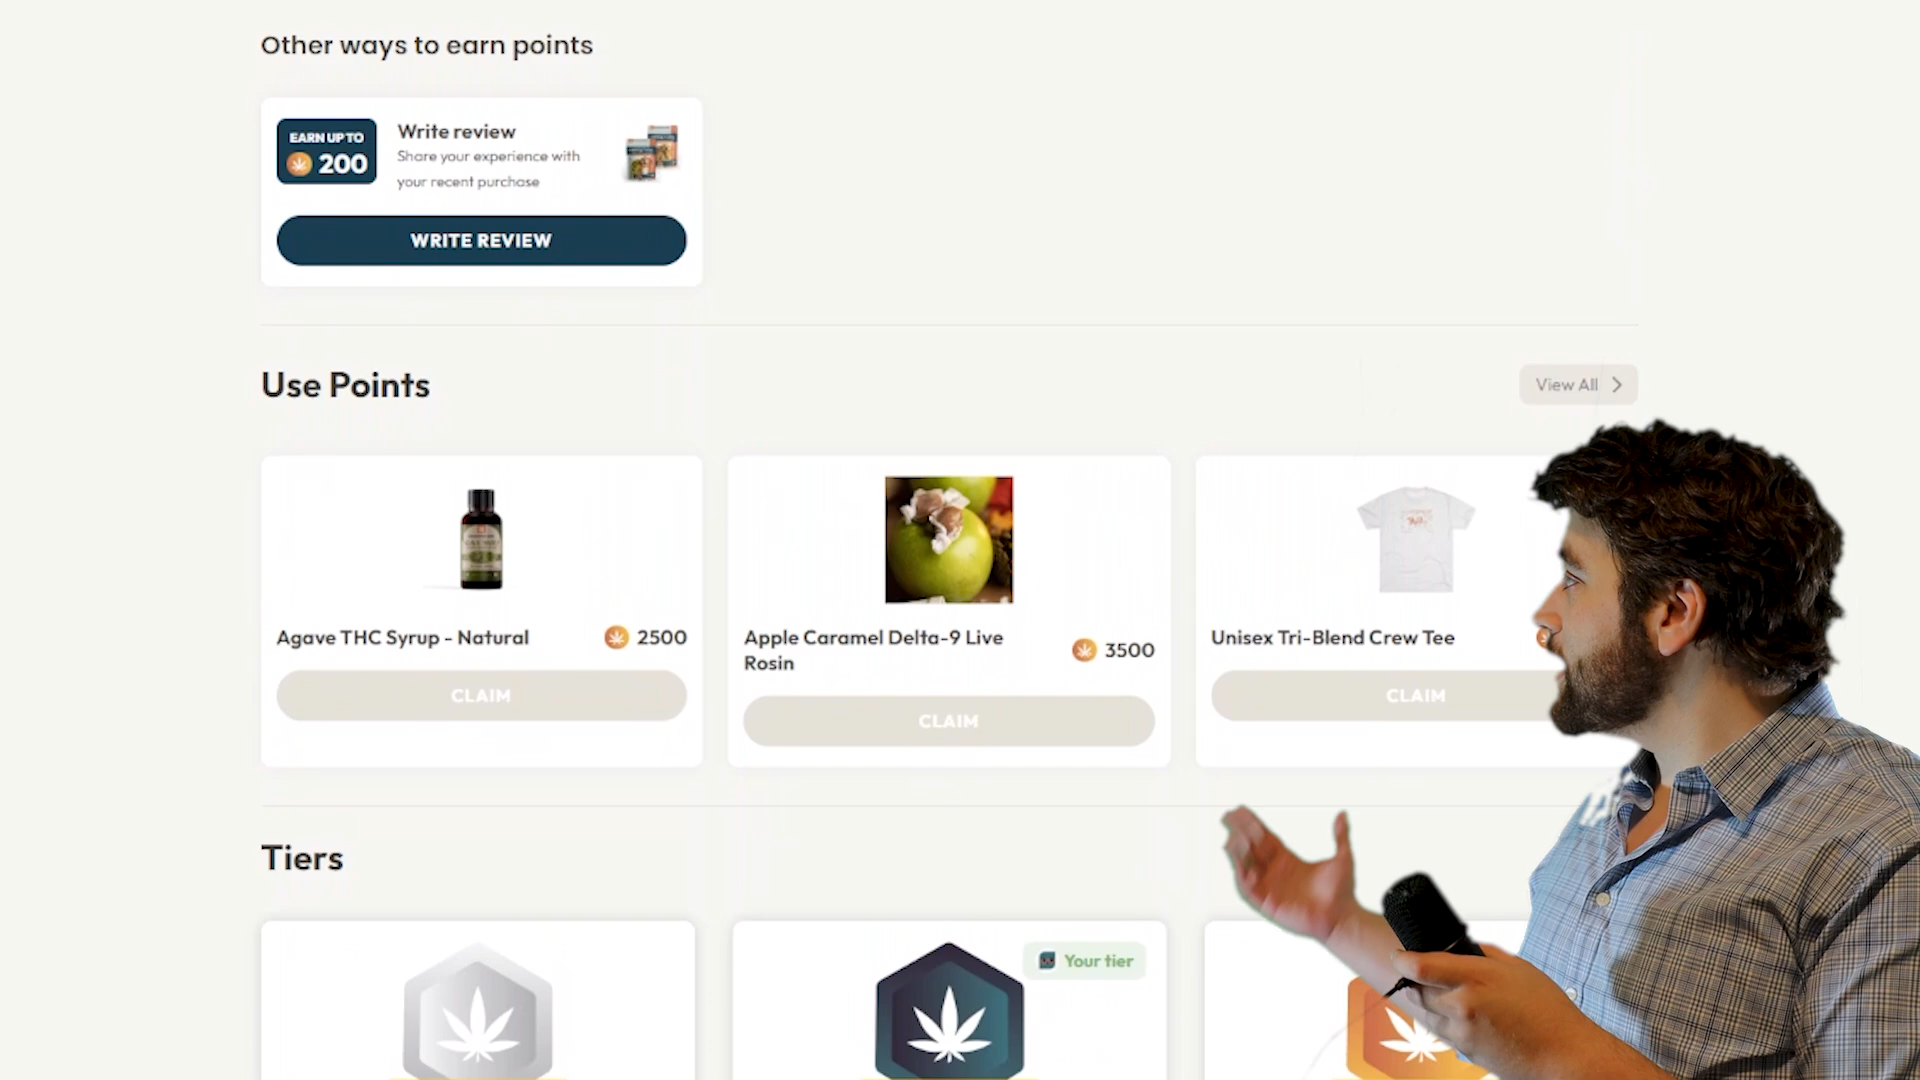 Other ways to earn points
EARN UP TO
200
Write review
Share your experience with
your recent purchase
WRITE REVIEW
Use Points
View All
Agave THC Syrup - Natural
2500
CLAIM
Apple Caramel Delta-9 Live
Rosin
3500
CLAIM
Unisex Tri-Blend Crew Tee
CLAIM
Tiers
Your tier